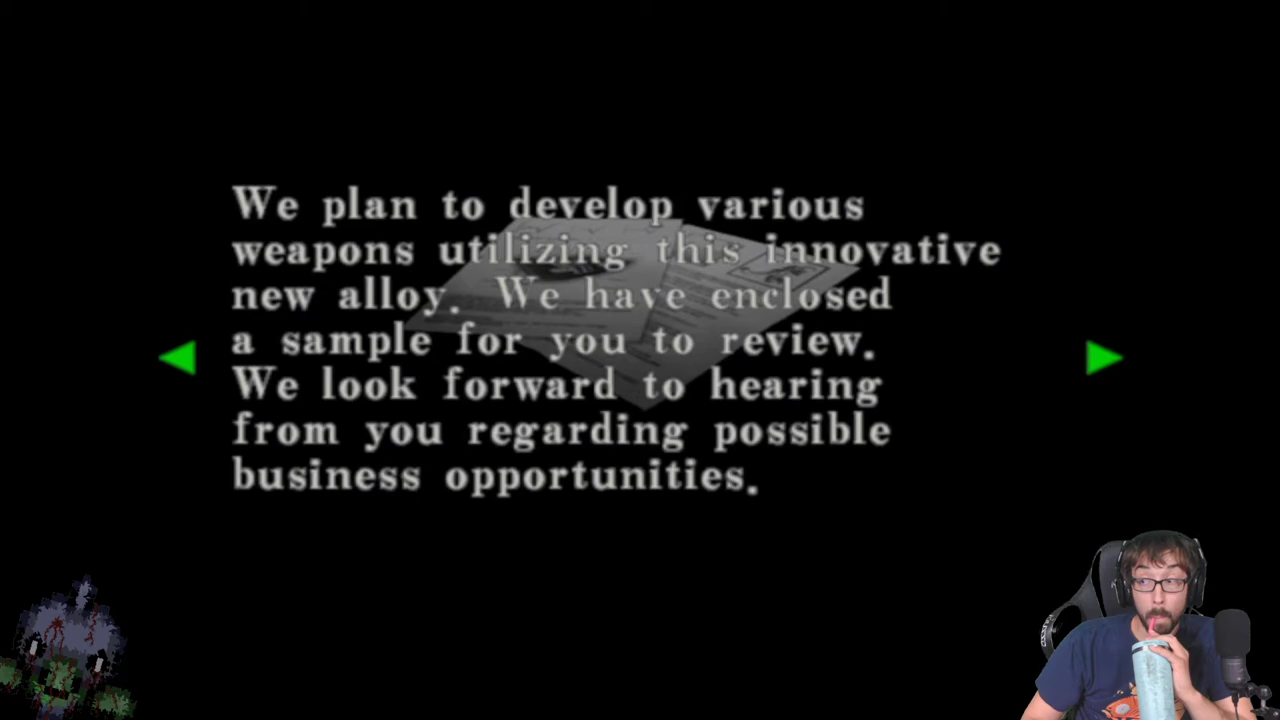 We plan to develop various
weapons utilizing this innovative
new alloy. We have enclosed
a sample for you to review.
We look forward to hearing
from you regarding possible
business opportunities.